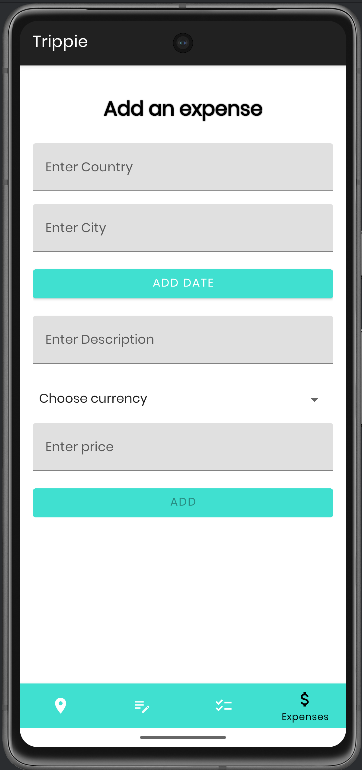 Trippie
Add an expense
Enter Country
Enter City
ADD DATE
Enter Description
Choose currency
Enter price
ADD
$
Expenses